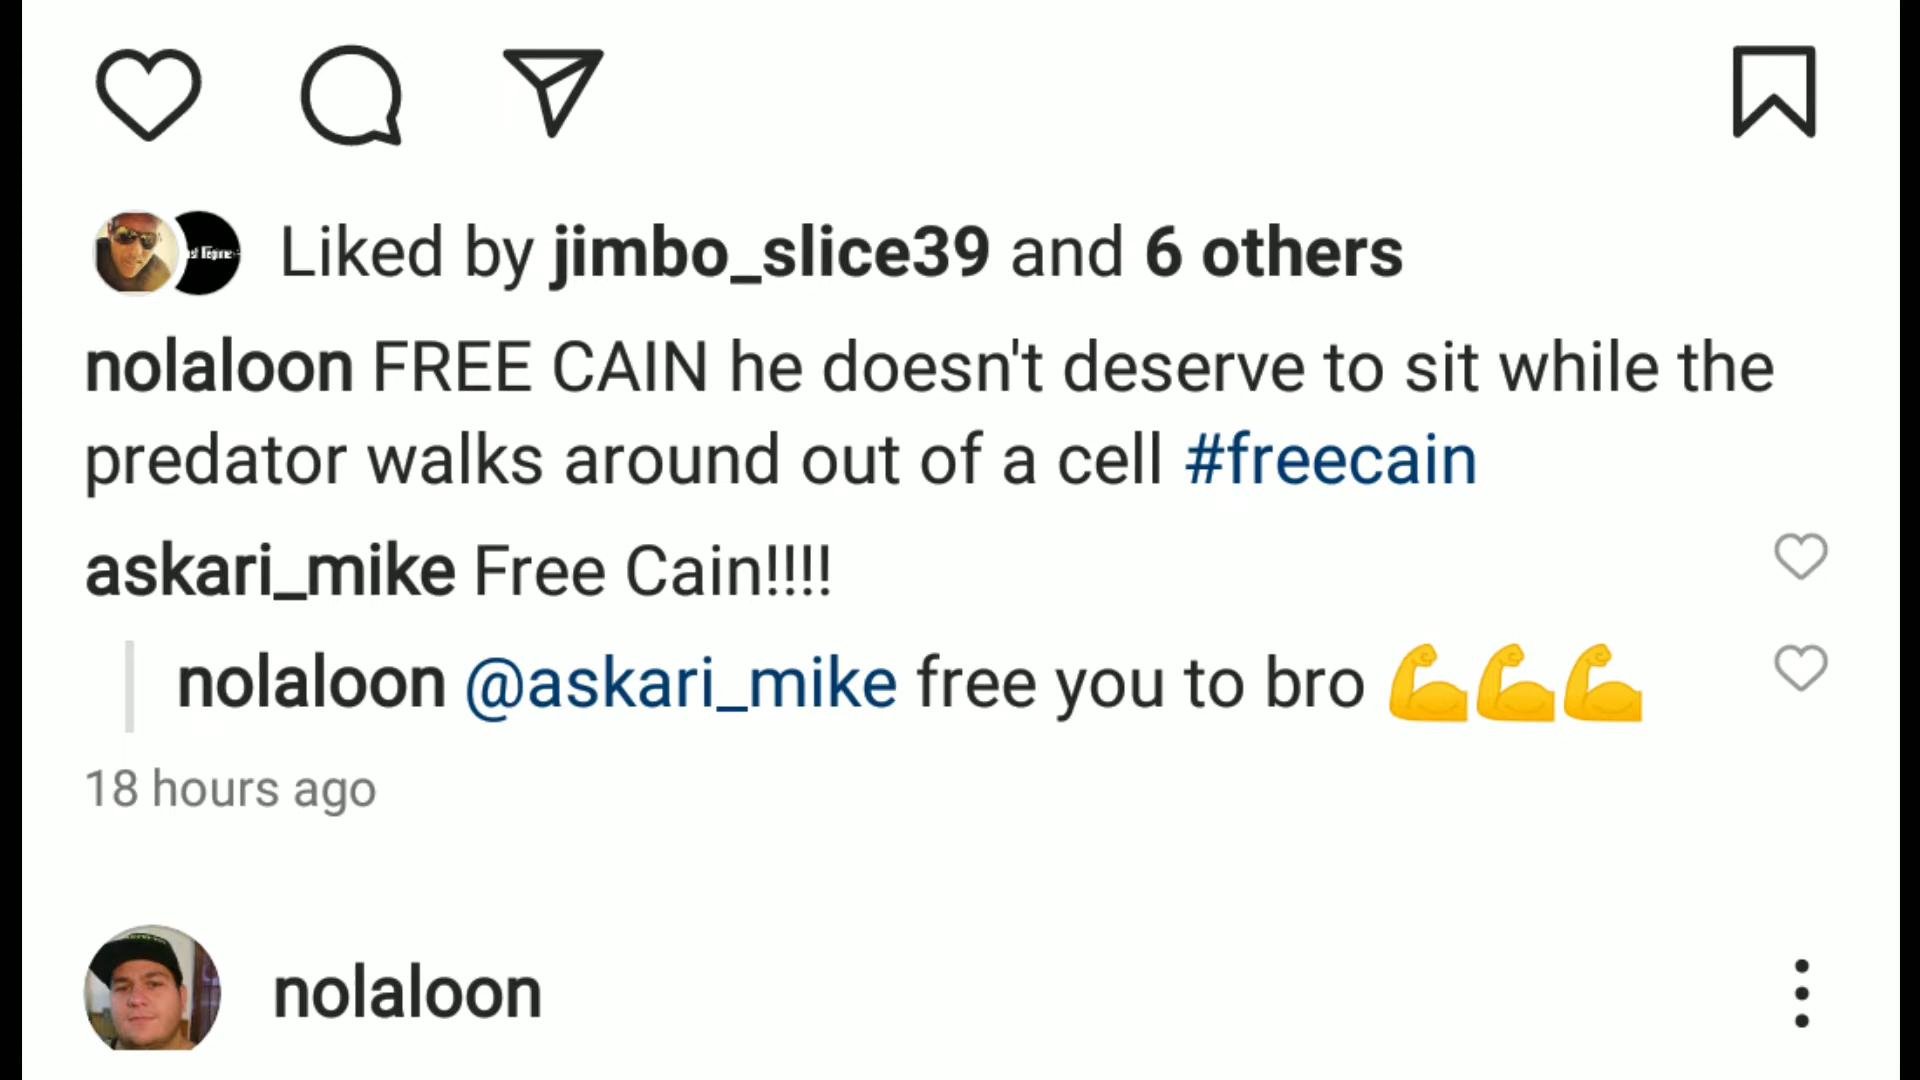 Liked by jimbo_slice39 and 6 others
nolaloon FREE CAIN he doesn't deserve to sit while the
predator walks around out of a cell #freecain
askari_mike Free Cain!!!!
nolaloon @askari_mike free you to bro 💪💪💪
18 hours ago
nolaloon